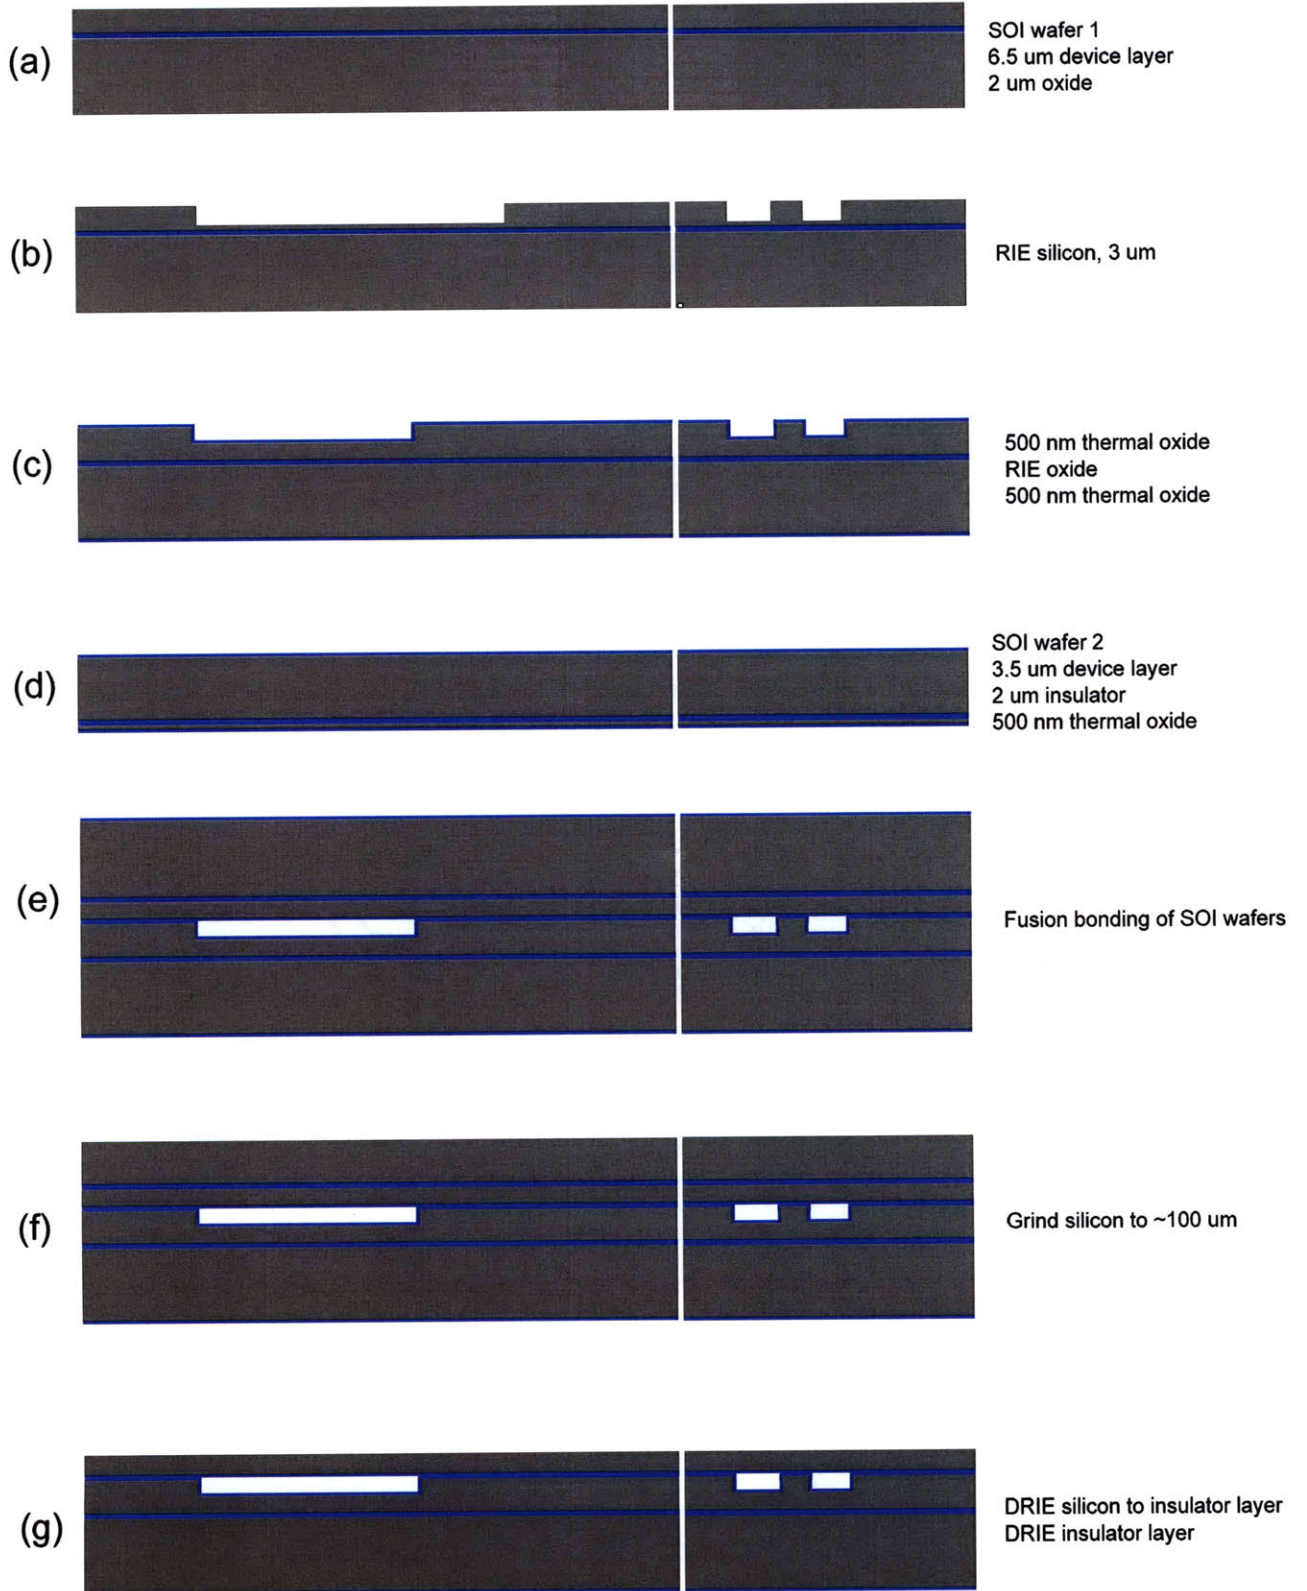 (a)
SOI wafer 1
6.5 um device layer
2 um oxide
(b)
RIE silicon, 3 um
(c)
500 nm thermal oxide
RIE oxide
500 nm thermal oxide
(d)
SOI wafer 2
3.5 um device layer
2 um insulator
500 nm thermal oxide
(e)
Fusion bonding of SOI wafers
(f)
Grind silicon to ~100 um
(g)
DRIE silicon to insulator layer
DRIE insulator layer